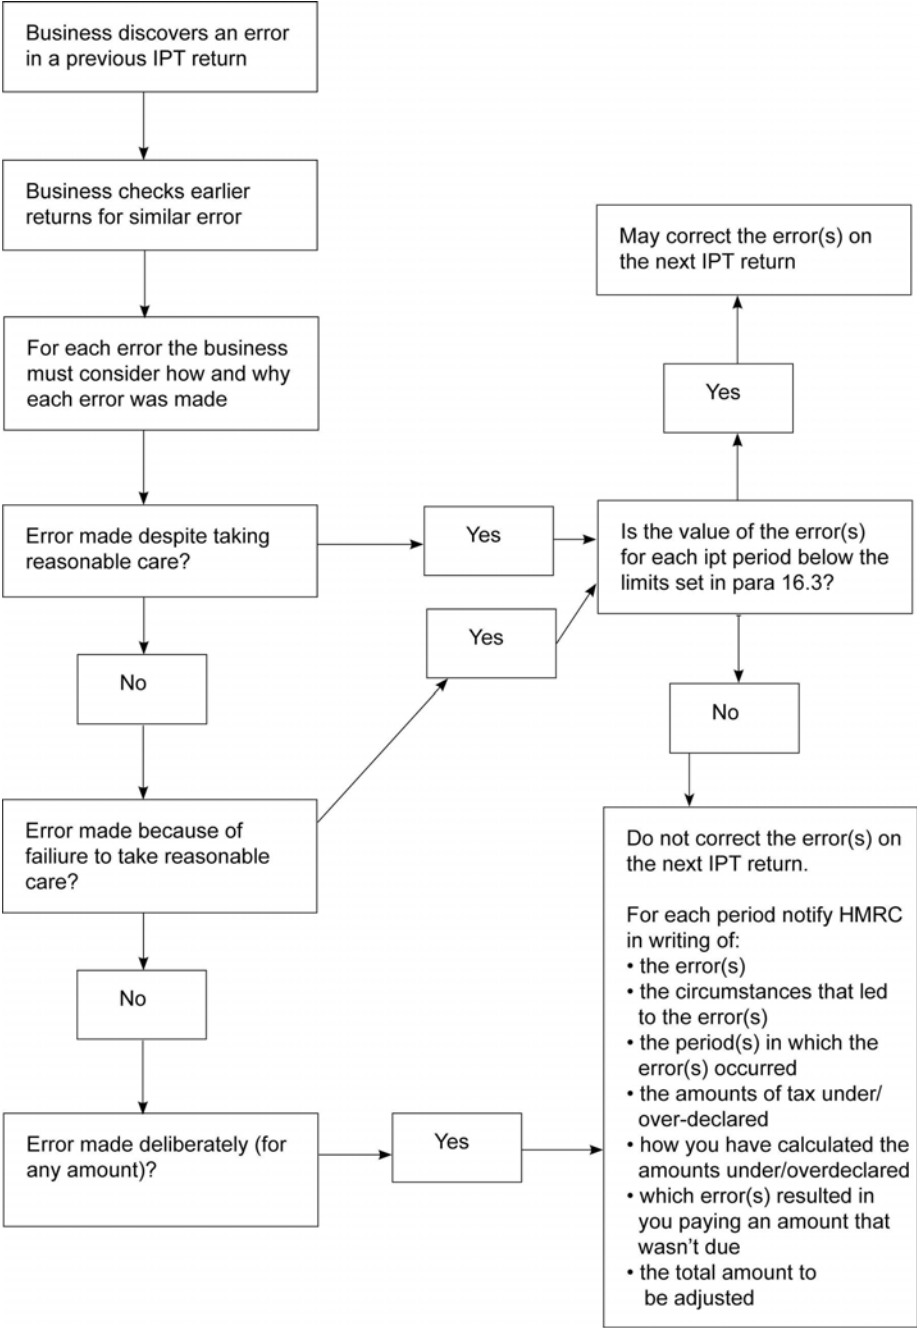 Business discovers an error
in a previous IPT return
Business checks earlier
returns for similar error
May correct the error(s) on
the next IPT return
For each error the business
must consider how and why
each error was made
Yes
Error made despite taking
reasonable care?
Yes
Is the value of the error(s)
for each ipt period below the
limits set in para 16.3?
Yes
No
No
Error made because of
failiure to take reasonable
care?
Do not correct the error(s) on
the next IPT return.
For each period notify HMRC
in writing of:
• the error(s)
• the circumstances that led
to the error(s)
• the period(s) in which the
error(s) occurred
• the amounts of tax under/
over-declared
• how you have calculated the
amounts under/overdeclared
• which error(s) resulted in
you paying an amount that
wasn't due
• the total amount to
be adjusted
No
Error made deliberately (for
any amount)?
Yes